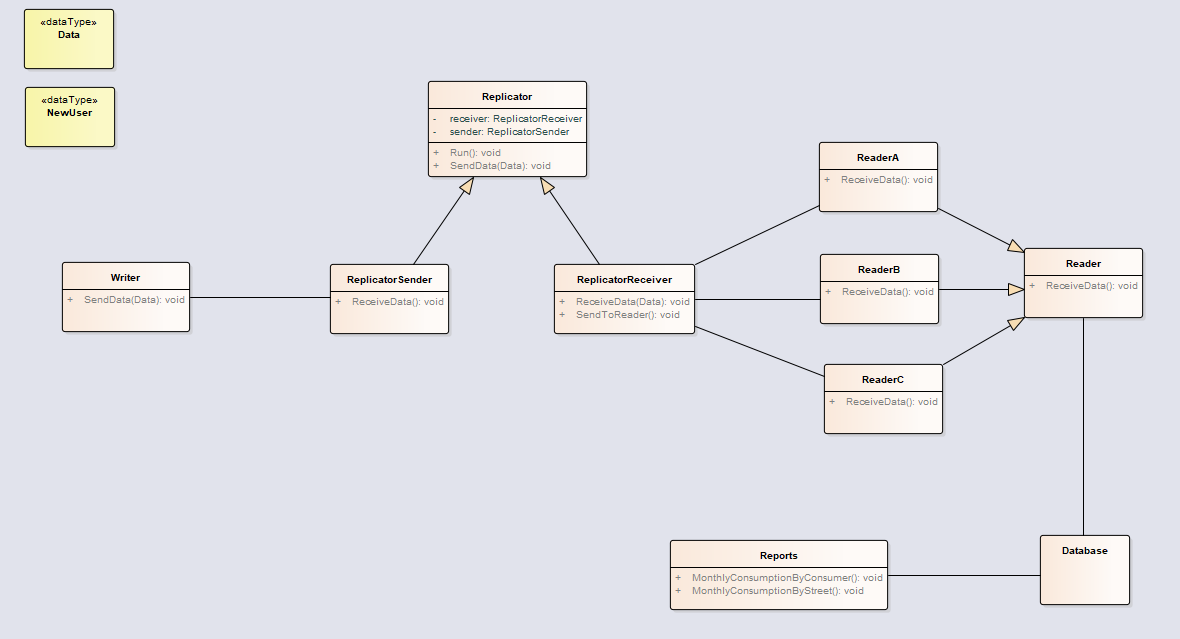 «dataType»
Data
«dataType»
NewUser
Replicator
- receiver: ReplicatorReceiver
- sender: ReplicatorSender
+ Run(): void
+ SendData(Data): void
Writer
+ SendData(Data): void
ReplicatorSender
+ ReceiveData(): void
ReplicatorReceiver
+ ReceiveData(Data): void
+ SendToReader(): void
ReaderA
+ ReceiveData(): void
ReaderB
+ ReceiveData(): void
ReaderC
+ ReceiveData(): void
Reader
+ ReceiveData(): void
Reports
+ MonthlyConsumptionByConsumer(): void
+ MonthlyConsumptionByStreet(): void
Database